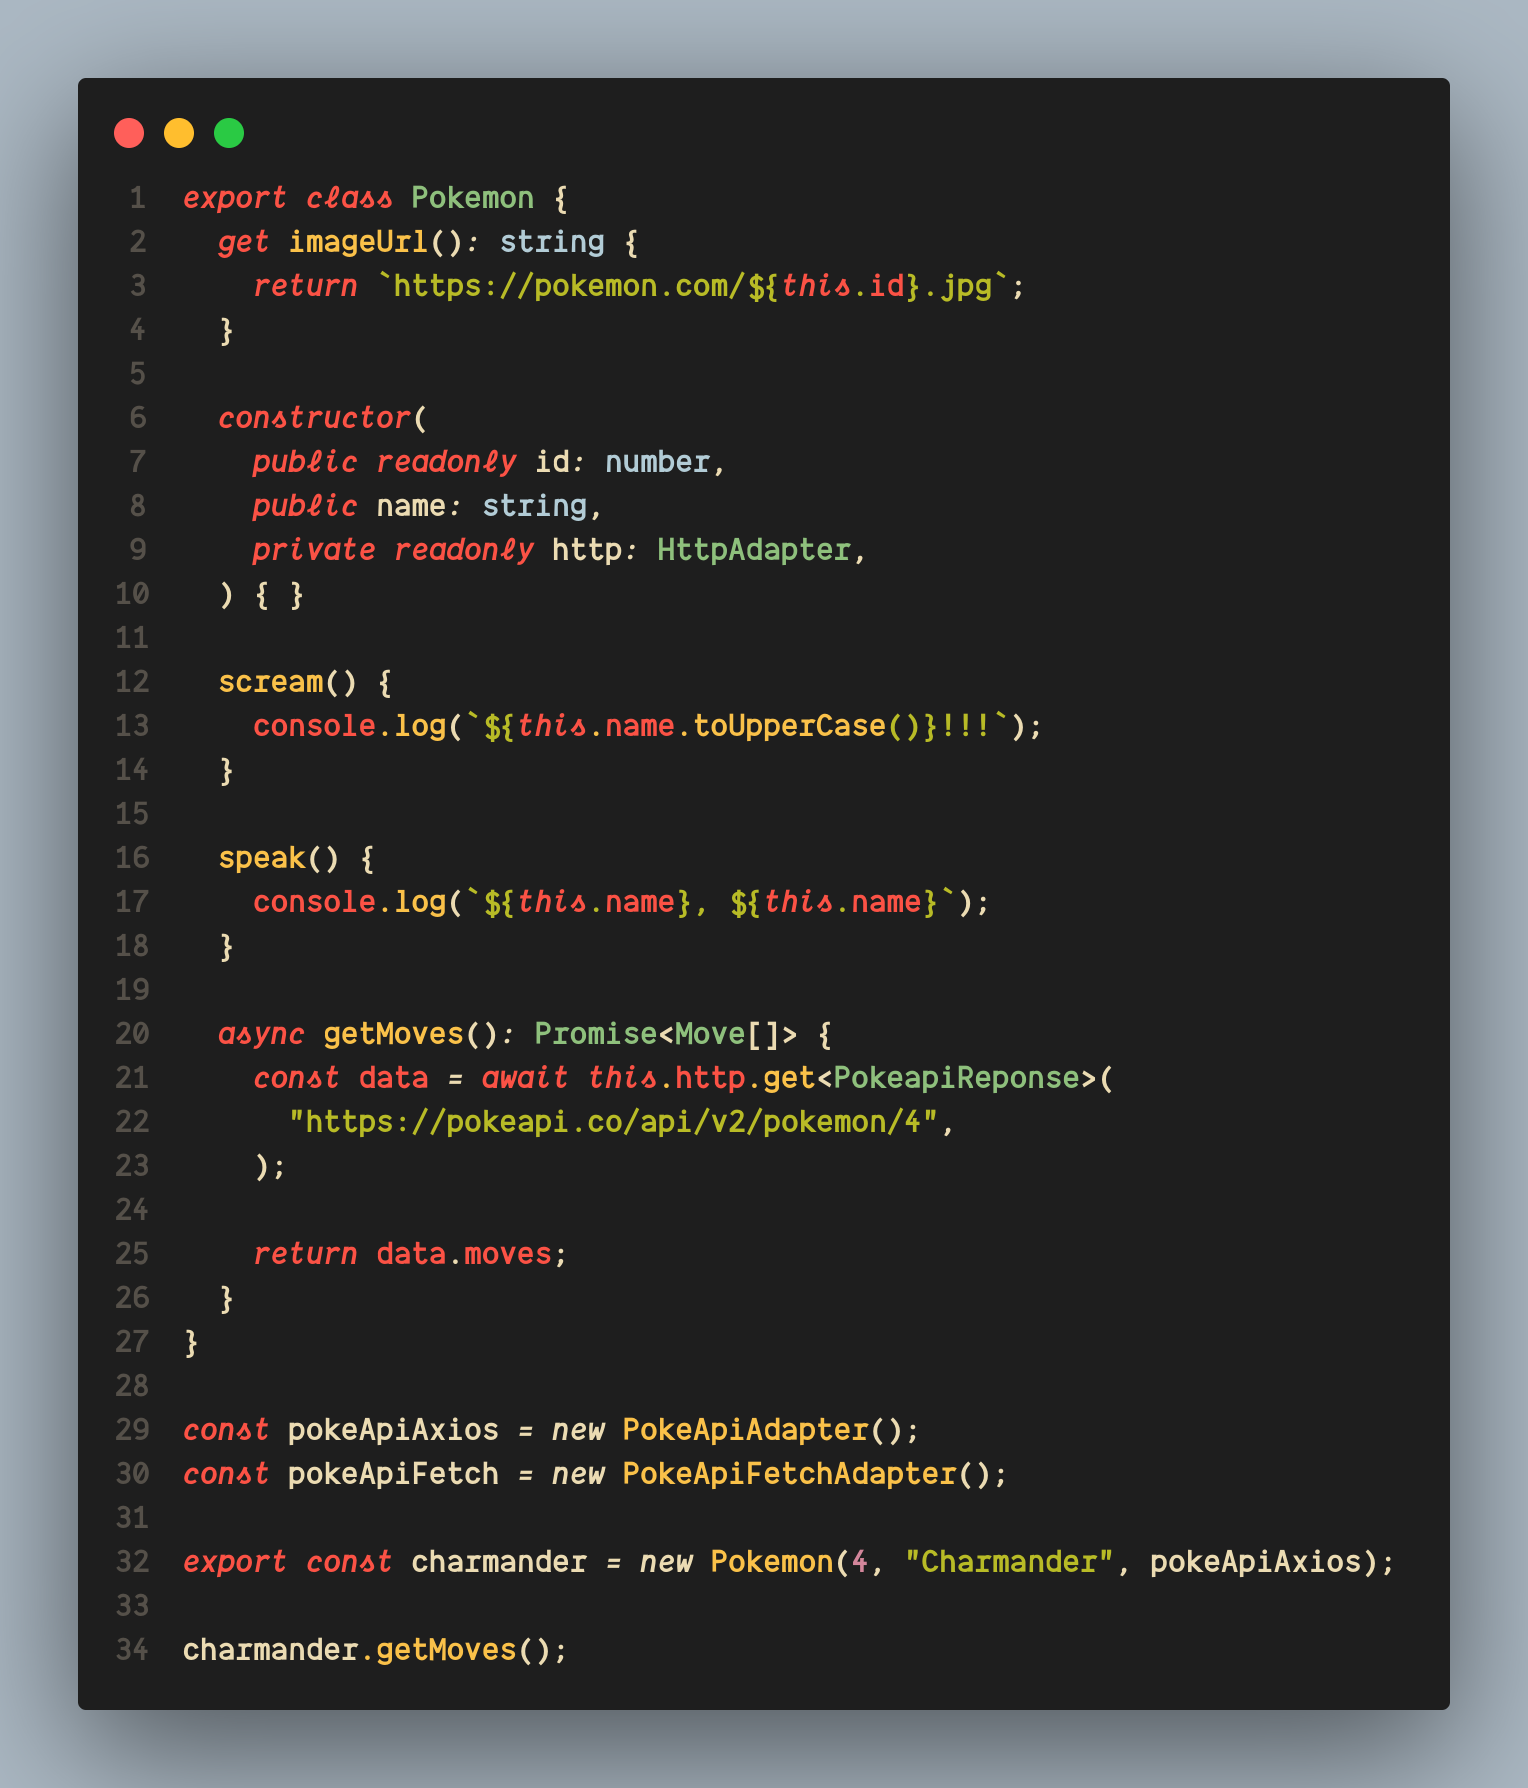 1 export class Pokemon {
2   get imageUrl(): string {
3     return `https://pokemon.com/${this.id}.jpg`;
4   }
5
6   constructor(
7     public readonly id: number,
8     public name: string,
9     private readonly http: HttpAdapter,
10   ) { }
11
12   scream() {
13     console.log(`${this.name.toUpperCase()}!!!`);
14   }
15
16   speak() {
17     console.log(`${this.name}, ${this.name}`);
18   }
19
20   async getMoves(): Promise<Move[]> {
21     const data = await this.http.get<PokeapiReponse>(
22       "https://pokeapi.co/api/v2/pokemon/4",
23     );
24
25     return data.moves;
26   }
27 }
28
29 const pokeApiAxios = new PokeApiAdapter();
30 const pokeApiFetch = new PokeApiFetchAdapter();
31
32 export const charmander = new Pokemon(4, "Charmander", pokeApiAxios);
33
34 charmander.getMoves();